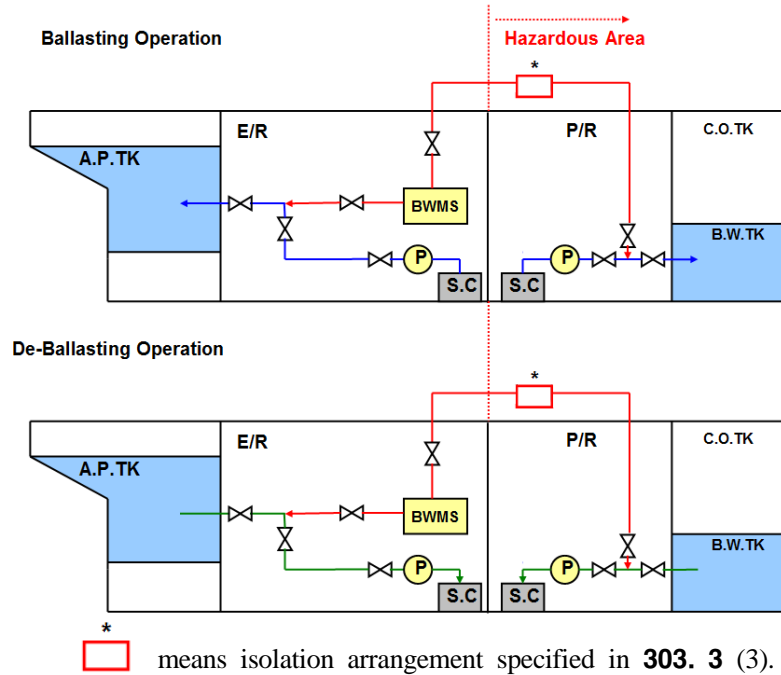 Ballasting Operation
Hazardous Area
*
E/R
P/R
C.O.TK
A.P.TK
BWMS
B.W.TK
P
P
S.C
S.C
De-Ballasting Operation
*
E/R
P/R
C.O.TK
A.P.TK
BWMS
B.W.TK
P
P
S.C
S.C
*
means isolation arrangement specified in 303. 3 (3).